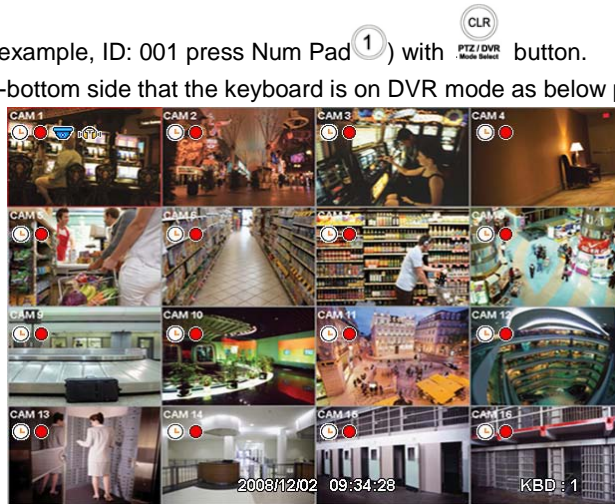 CLR
example, ID: 001 press Num Pad 1 ) with PTZ / DVR button.
Mode Select
-bottom side that the keyboard is on DVR mode as below p
CAM 1 CAM 2 CAM 3 CAM 4
CAM 5 CAM 6 CAM 7 CAM 8
CAM 9 CAM 10 CAM 11 CAM 12
CAM 13 CAM 14 CAM 15 CAM 16
2008/12/02 09:34:28 KBD : 1